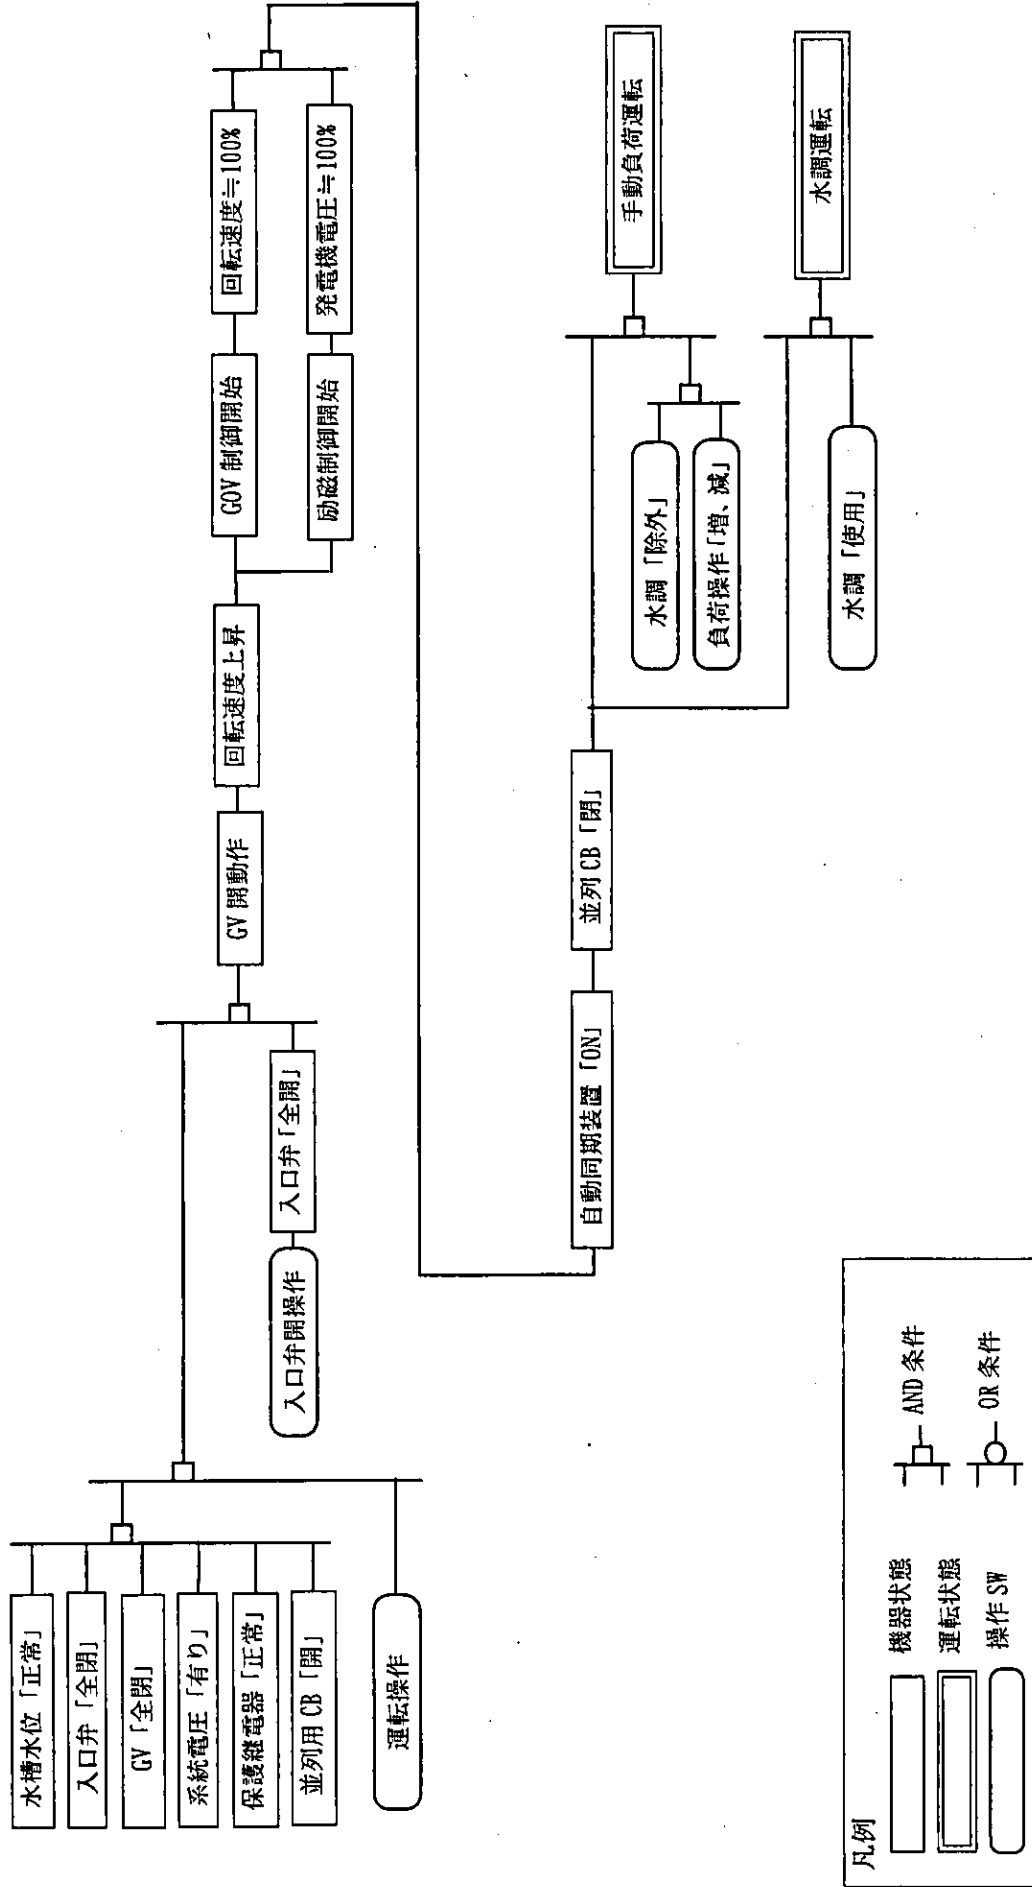 水槽水位「正常」
入口弁「全閉」
GV「全閉」
系統電圧「有り」
保護継電器「正常」
並列用CB「開」
運転操作
入口弁開操作
入口弁「全開」
GV開動作
回転速度上昇
GOV制御開始
回転速度≒100%
励磁制御開始
発電機電圧≒100%
自動同期装置「ON」
並列CB「閉」
水調「除外」
負荷操作「増、減」
手動負荷運転
水調「使用」
水調運転
凡例
機器状態
AND条件
運転状態
OR条件
操作SW